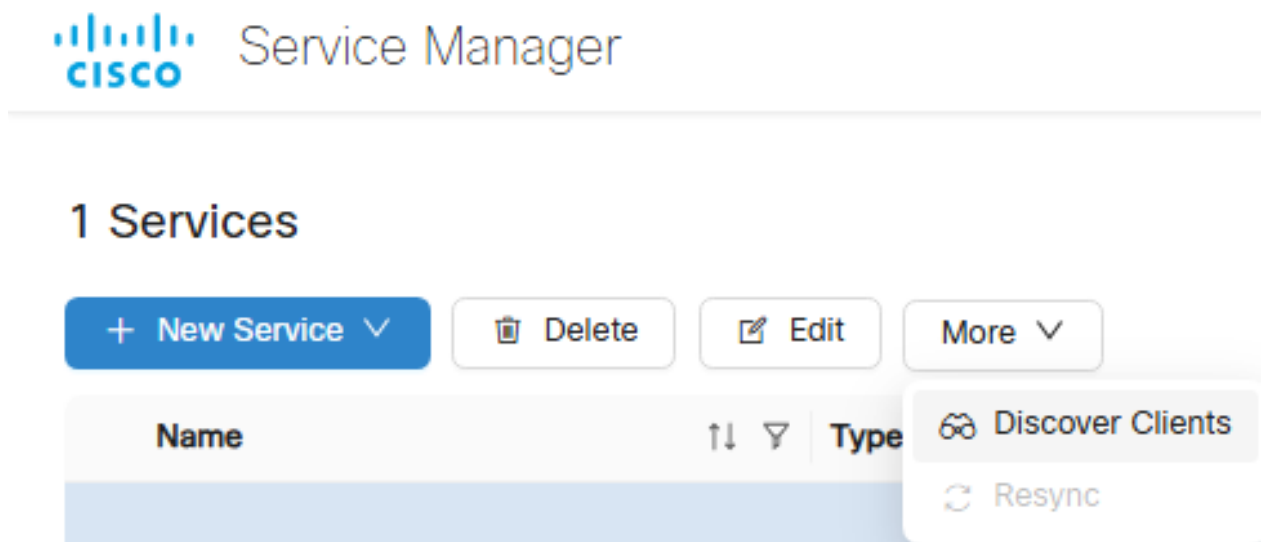 CISCO
Service Manager
1 Services
New Service
Delete
Edit
More
Name
Type
Discover Clients
Resync